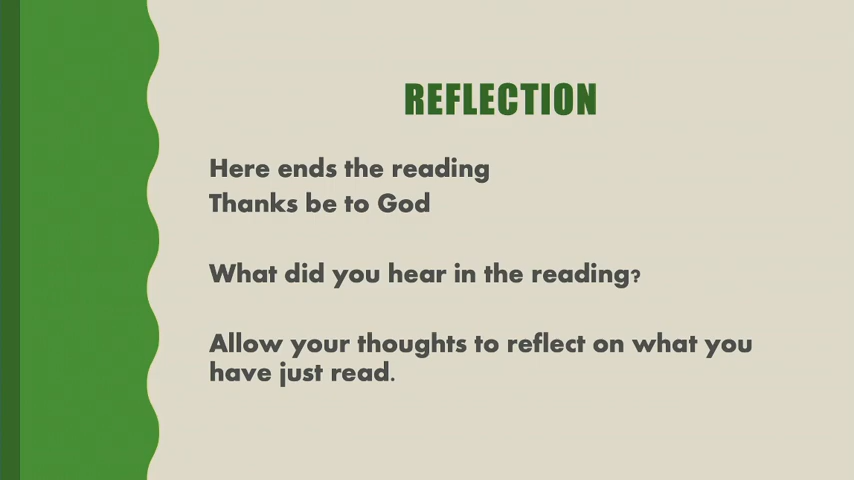 REFLECTION
Here ends the reading
Thanks be to God
What did you hear in the reading?
Allow your thoughts to reflect on what you
have just read.